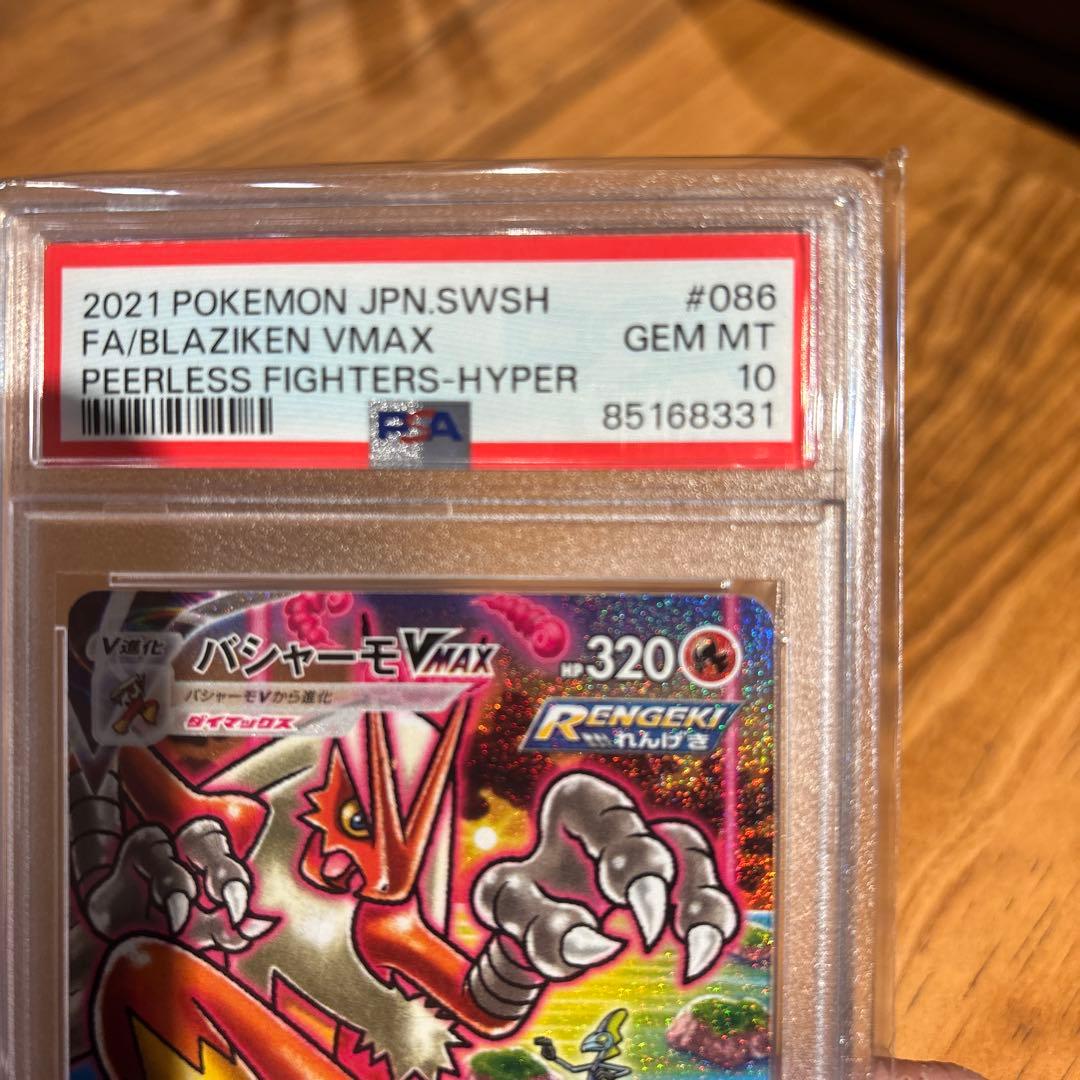 2021 POKEMON JPN.SWSH #086
FA/BLAZIKEN VMAX GEM MT
PEERLESS FIGHTERS-HYPER 10
PSA 85168331
V進化 バシャーモVMAX HP 320
バシャーモVから進化
ダイマックス
RENGEKI
れんげき